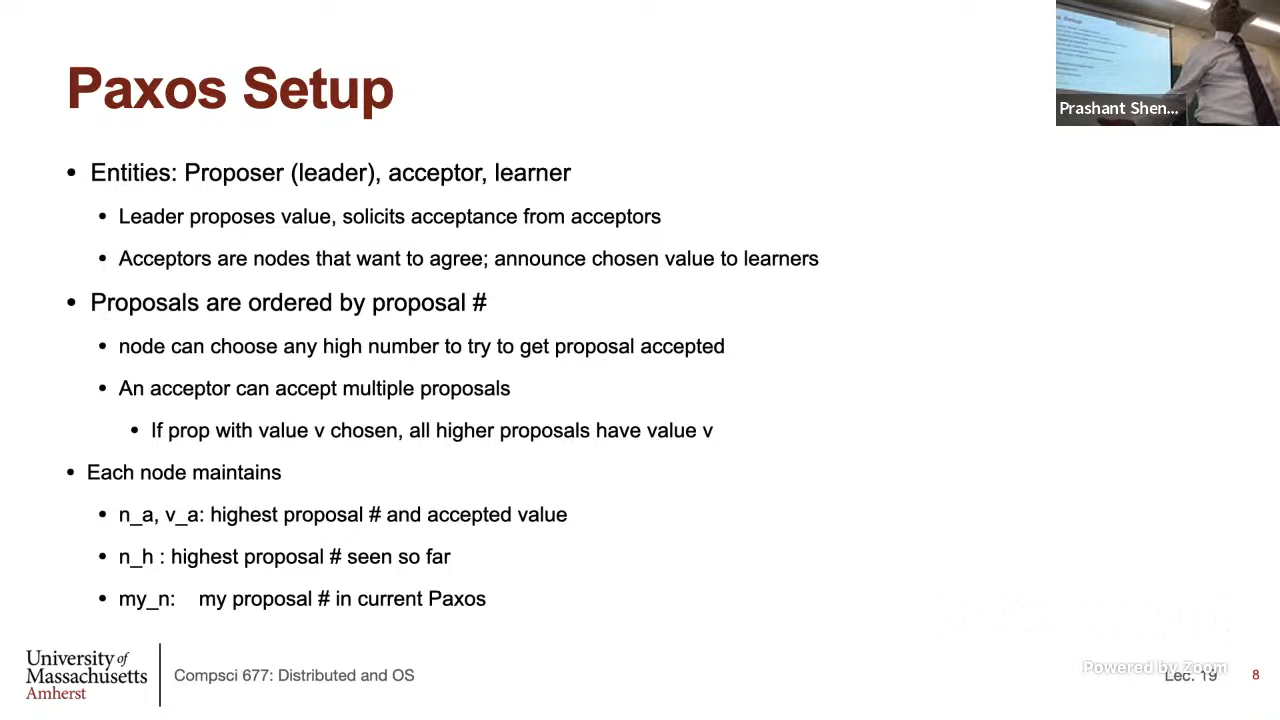 Paxos Setup
Prashant Shen...
• Entities: Proposer (leader), acceptor, learner
• Leader proposes value, solicits acceptance from acceptors
• Acceptors are nodes that want to agree; announce chosen value to learners
• Proposals are ordered by proposal #
• node can choose any high number to try to get proposal accepted
• An acceptor can accept multiple proposals
• If prop with value v chosen, all higher proposals have value v
• Each node maintains
• n_a, v_a: highest proposal # and accepted value
• n_h : highest proposal # seen so far
• my_n: my proposal # in current Paxos
University of
Massachusetts
Amherst
Compsci 677: Distributed and OS
Powered by Zoom
Lec. 19
8